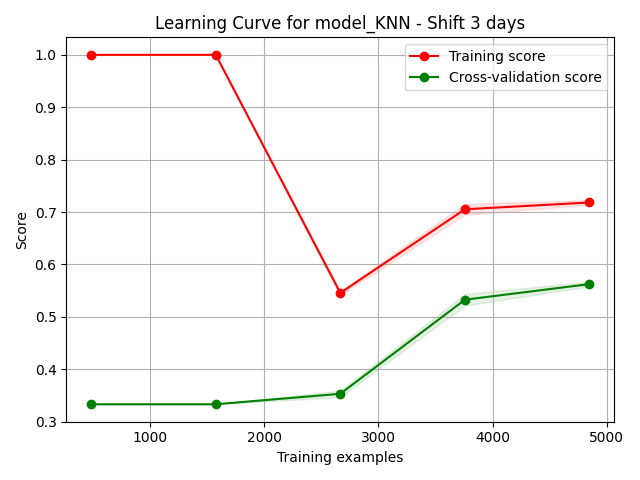 Learning Curve for model_KNN - Shift 3 days
Training score
Cross-validation score
Score
1.0
0.9
0.8
0.7
0.6
0.5
0.4
0.3
1000
2000
3000
4000
5000
Training examples